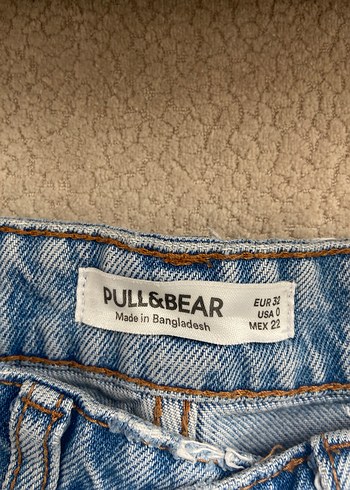 PULL&BEAR
Made in Bangladesh
EUR 32
USA 0
MEX 22